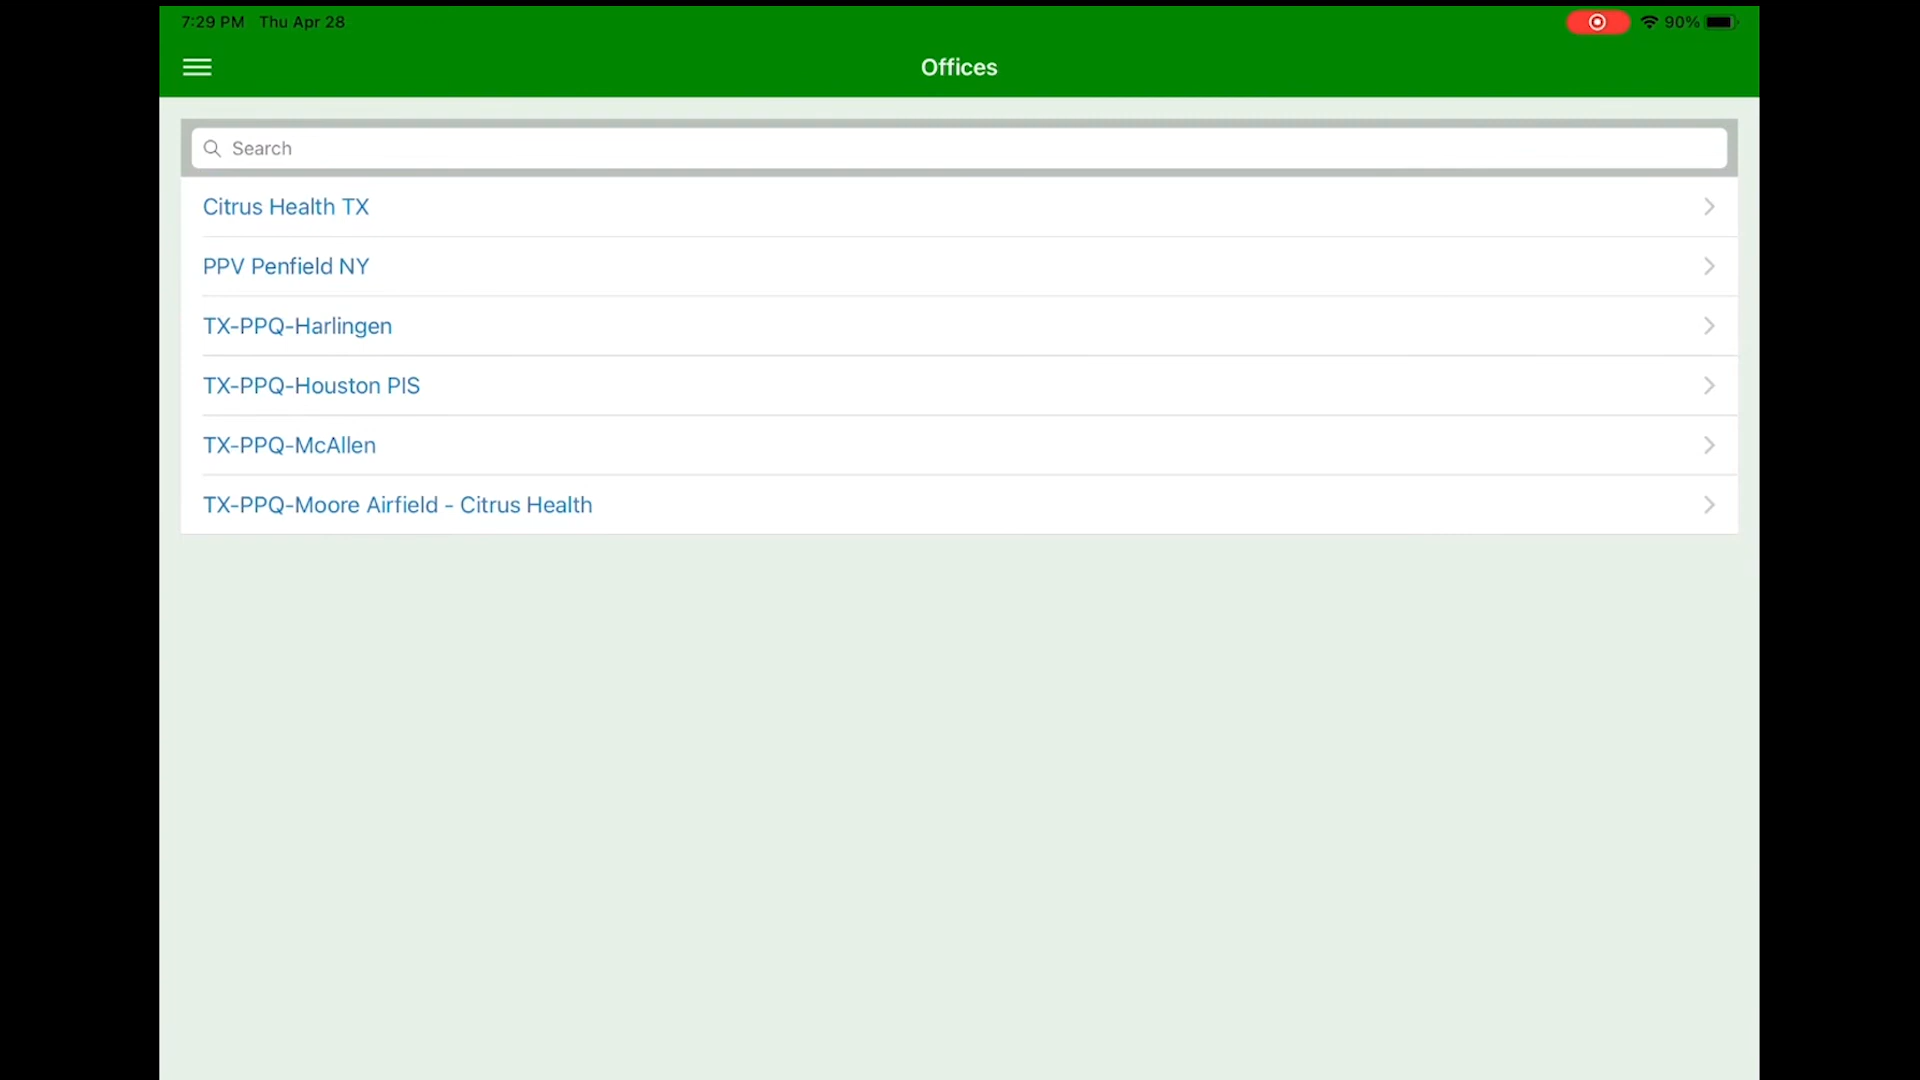 7:29 PM Thu Apr 28
90%
Offices
Search
Citrus Health TX
PPV Penfield NY
TX-PPQ-Harlingen
TX-PPQ-Houston PIS
TX-PPQ-McAllen
TX-PPQ-Moore Airfield - Citrus Health